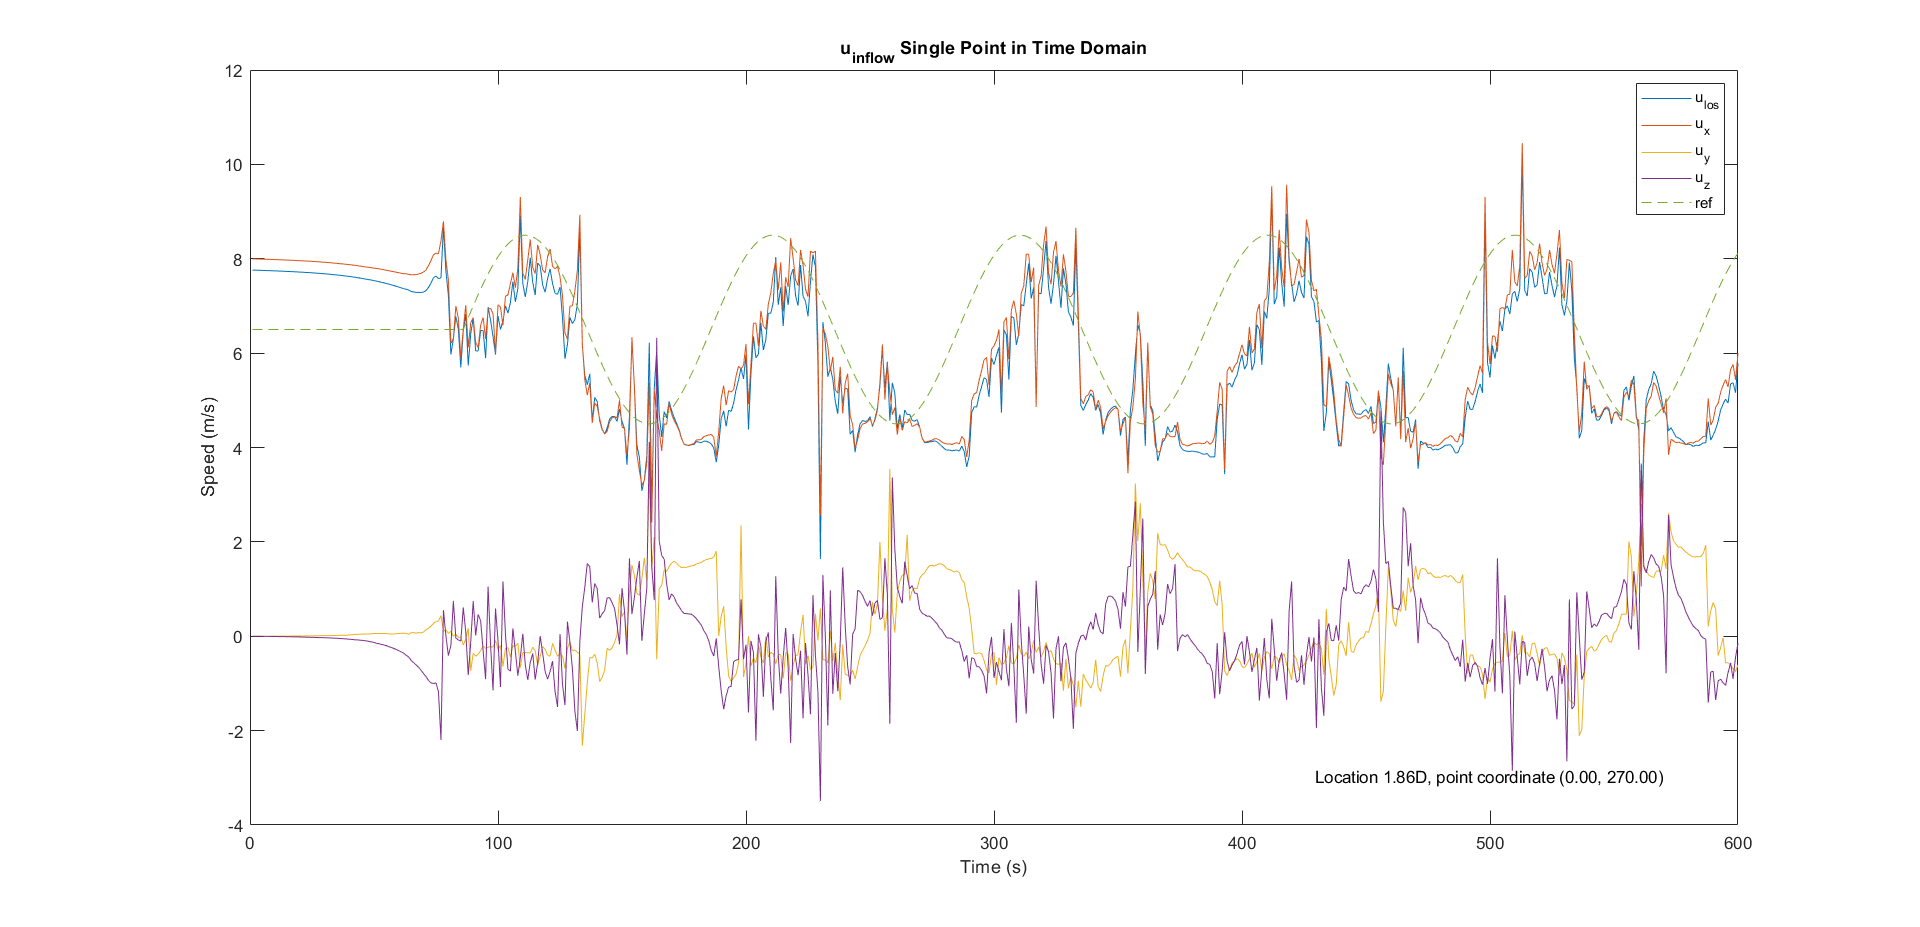 u_inflow Single Point in Time Domain
12
10
8
6
4
2
0
-2
-4
Speed (m/s)
u_los
u_x
u_y
u_z
ref
Location 1.86D, point coordinate (0.00, 270.00)
0 100 200 300 400 500 600
Time (s)